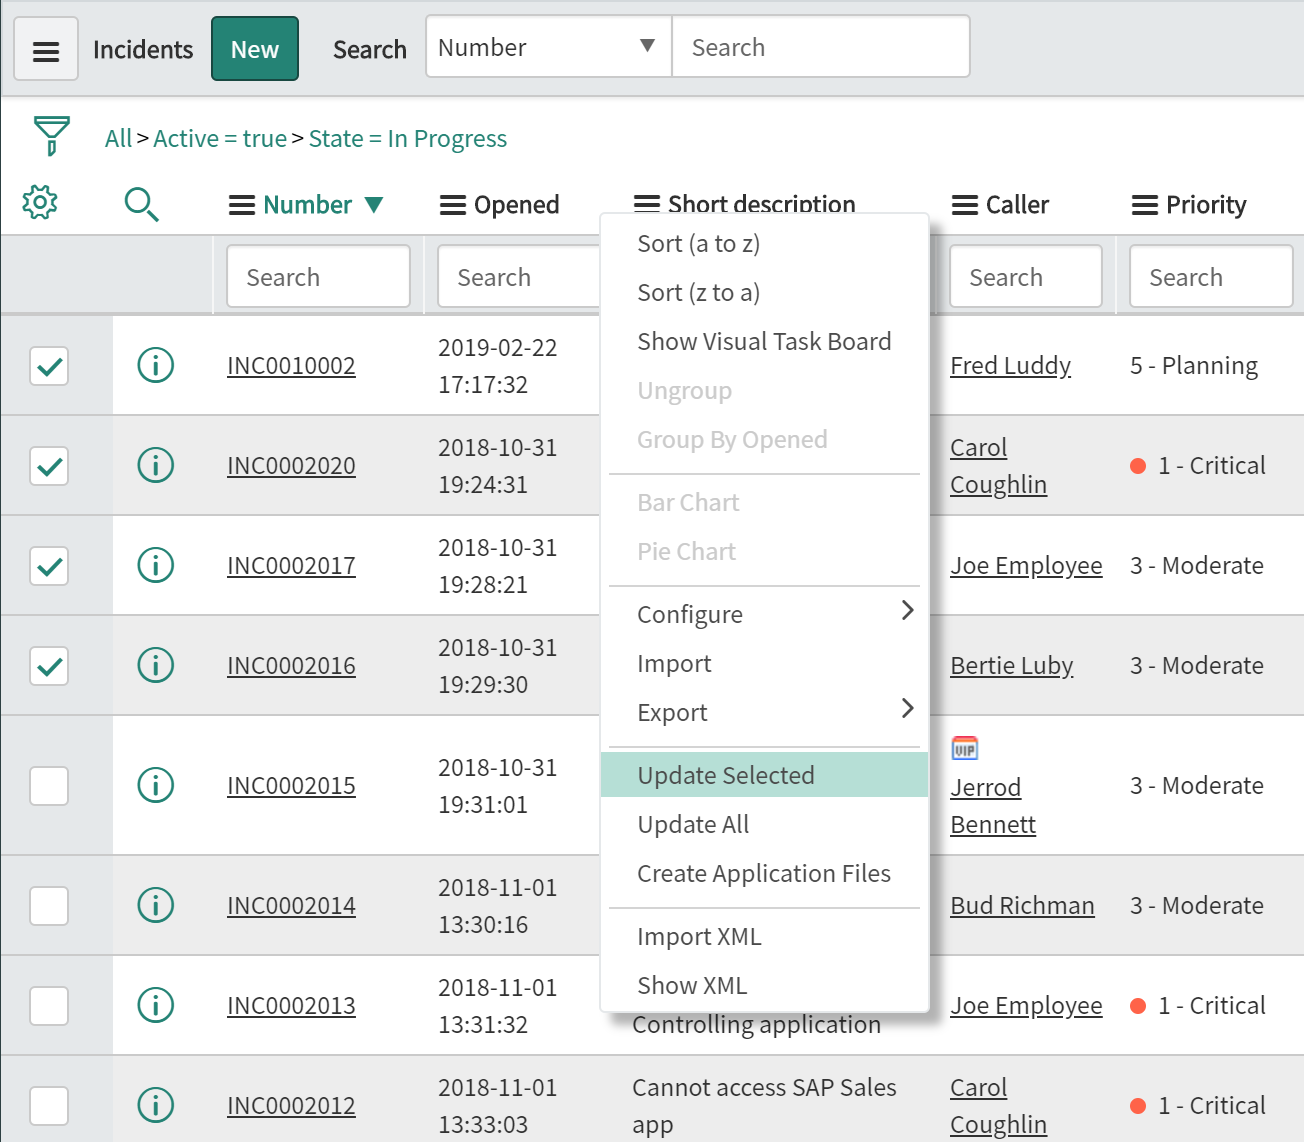 Incidents New Search Number Search
All > Active = true > State = In Progress
Number Opened Short description Caller Priority
Search Search Search Search
Sort (a to z)
Sort (z to a)
Show Visual Task Board
Ungroup
Group By Opened
Bar Chart
Pie Chart
Configure
Import
Export
Update Selected
Update All
Create Application Files
Import XML
Show XML
INC0010002 2019-02-22 Fred Luddy 5 - Planning
17:17:32
INC0002020 2018-10-31 Carol 1 - Critical
19:24:31 Coughlin
INC0002017 2018-10-31 Joe Employee 3 - Moderate
19:28:21
INC0002016 2018-10-31 Bertie Luby 3 - Moderate
19:29:30
VIP
INC0002015 2018-10-31 Jerrod 3 - Moderate
19:31:01 Bennett
INC0002014 2018-11-01 Bud Richman 3 - Moderate
13:30:16
INC0002013 2018-11-01 Joe Employee 1 - Critical
13:31:32 Controlling application
INC0002012 2018-11-01 Cannot access SAP Sales Carol 1 - Critical
13:33:03 app Coughlin